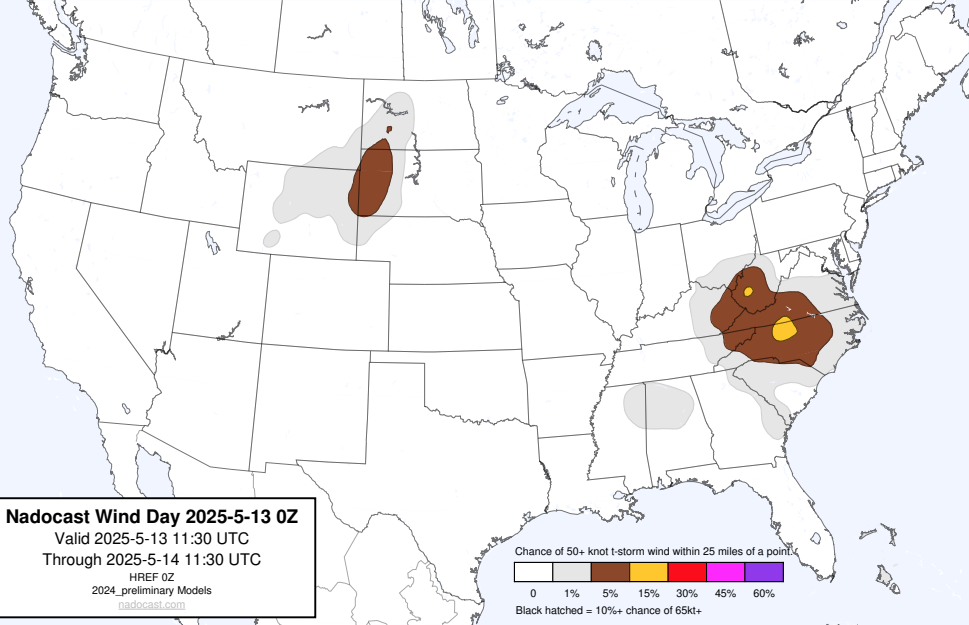 Nadocast Wind Day 2025-5-13 0Z
Valid 2025-5-13 11:30 UTC
Through 2025-5-14 11:30 UTC
HREF 0Z
2024_preliminary Models
nadocast.com
Chance of 50+ knot t-storm wind within 25 miles of a point.
0 1% 5% 15% 30% 45% 60%
Black hatched = 10%+ chance of 65kt+